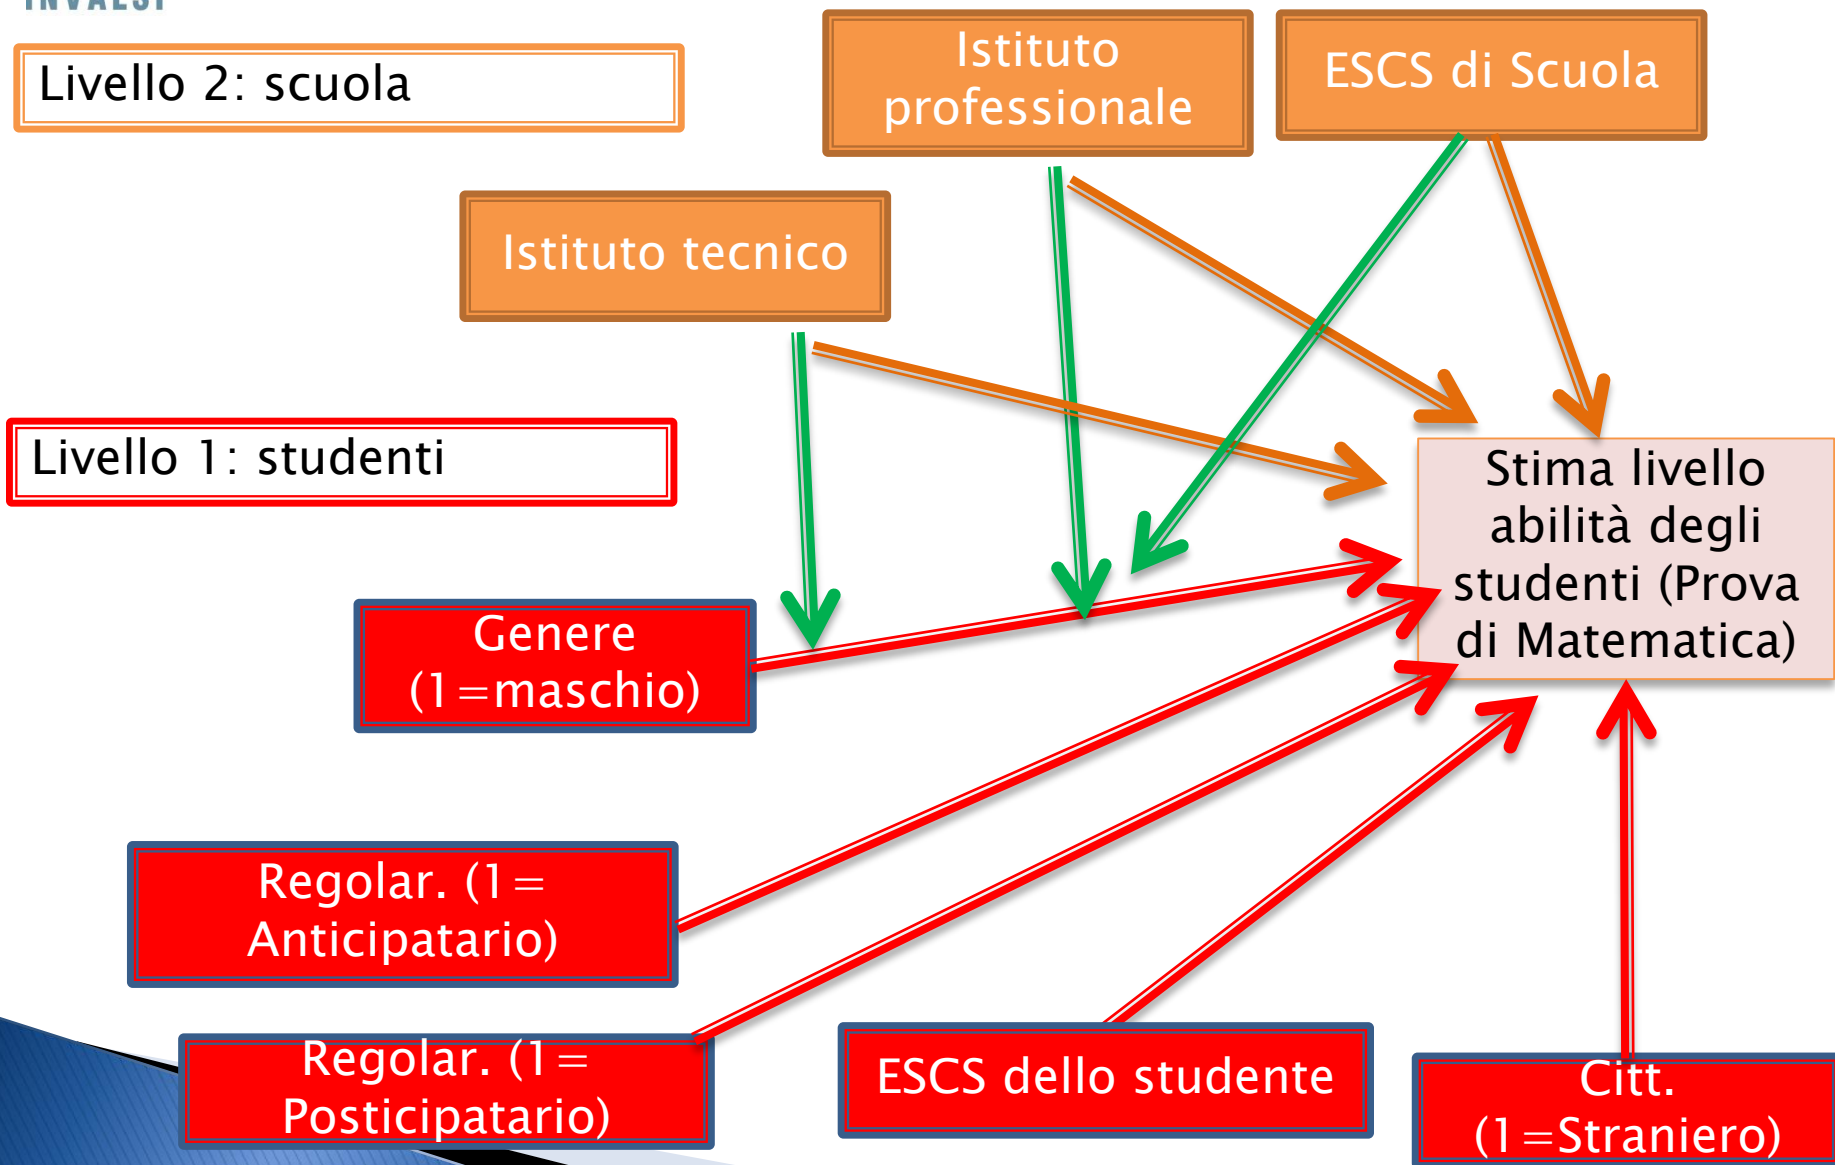 INVALSI
Livello 2: scuola
Istituto
professionale
ESCS di Scuola
Istituto tecnico
Livello 1: studenti
Stima livello
abilità degli
studenti (Prova
di Matematica)
Genere
(1=maschio)
Regolar. (1=
Anticipatario)
Regolar. (1=
Posticipatario)
ESCS dello studente
Citt.
(1=Straniero)